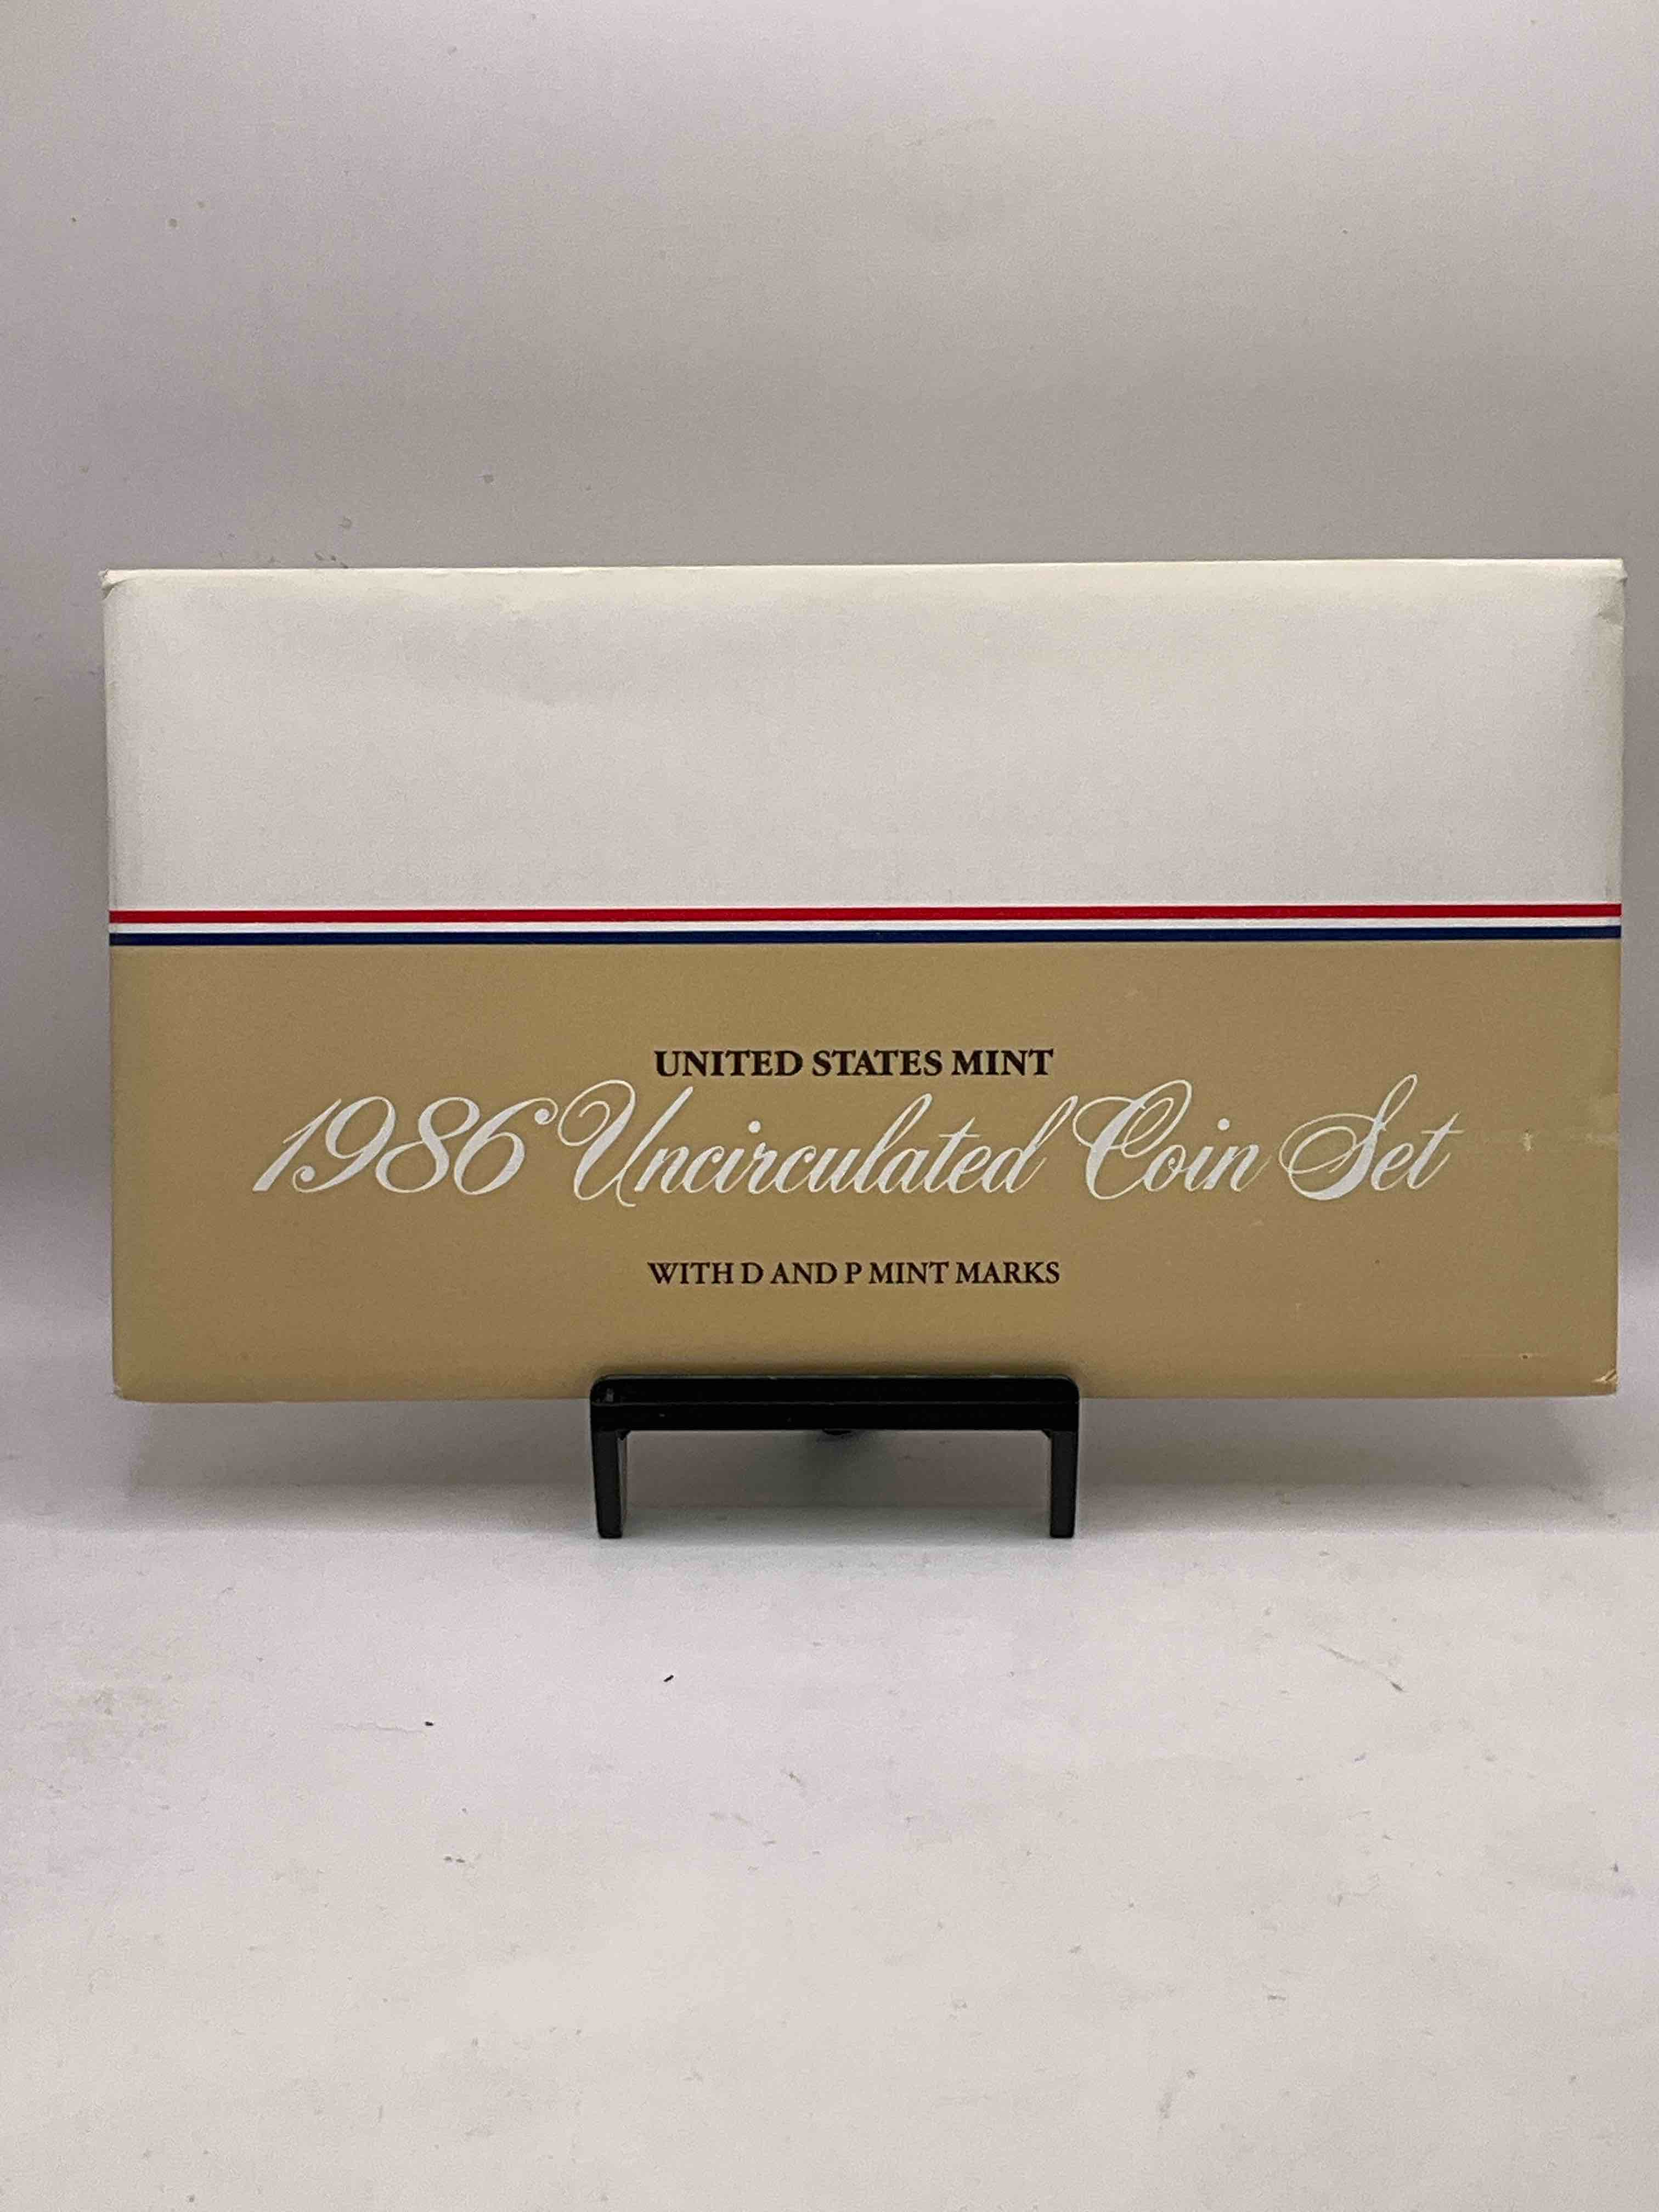 UNITED STATES MINT
1986 Uncirculated Coin Set
WITH D AND P MINT MARKS